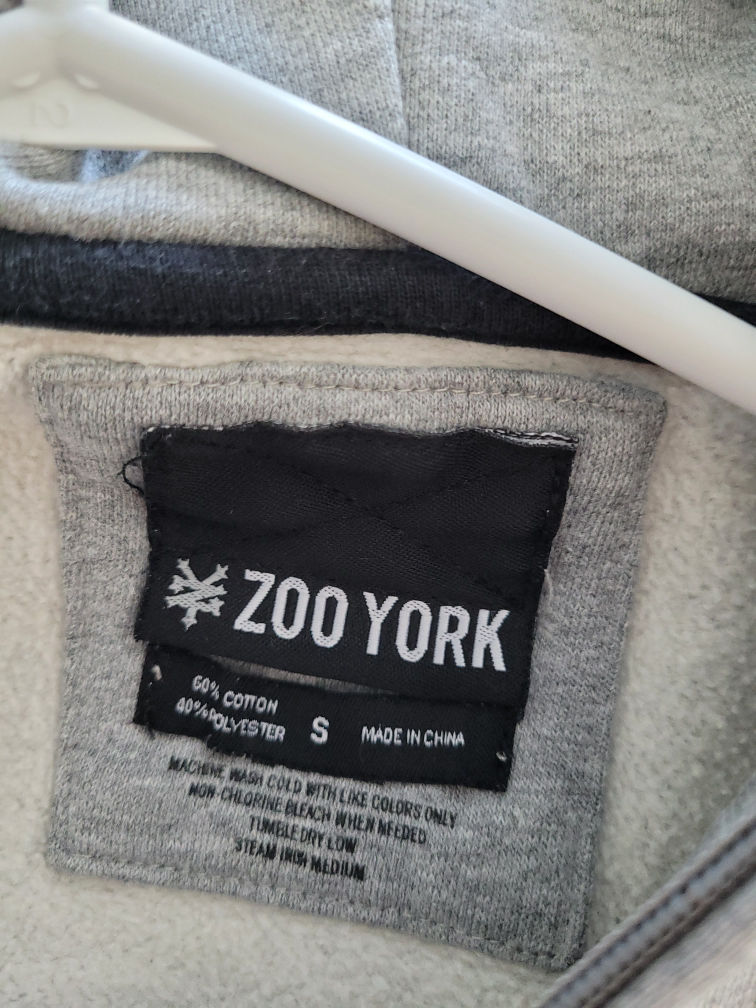 ZOO YORK
60% COTTON
40% POLYESTER
S
MADE IN CHINA
MACHINE WASH COLD WITH LIKE COLORS ONLY
NON-CHLORINE BLEACH WHEN NEEDED
TUMBLE DRY LOW
STEAM IRON MEDIUM
2